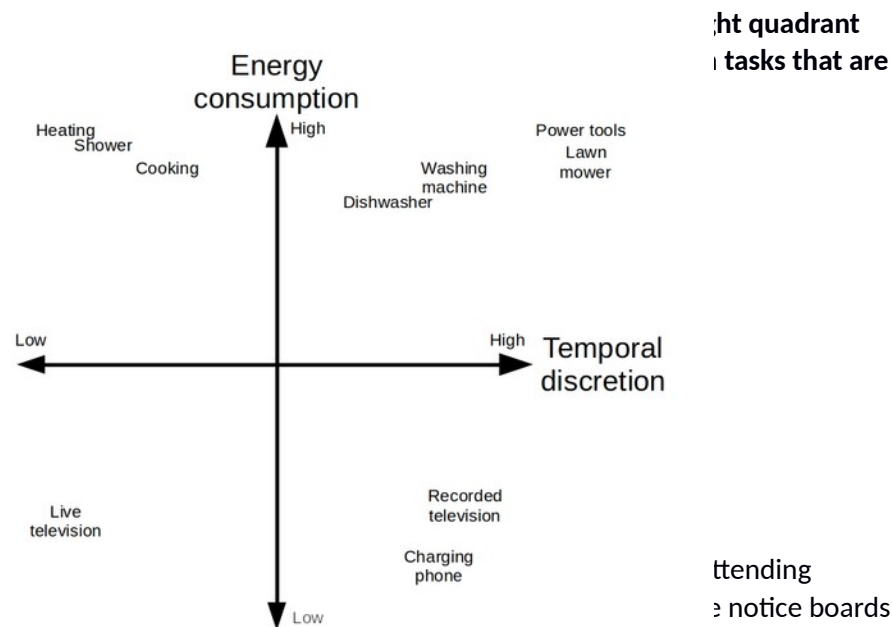 quadrant
tasks that are
Energy
consumption
High
Heating
Shower
Cooking
Power tools
Lawn
mower
Washing
machine
Dishwasher
Low
High
Temporal
discretion
Live
television
Recorded
television
Charging
phone
Low
notice boards